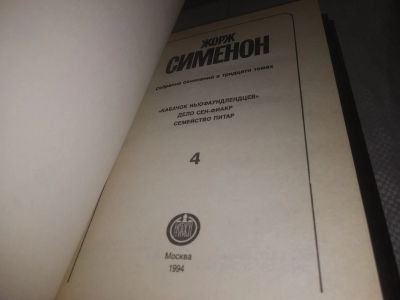 ЖОРЖ
СИМЕНОН
Собрание сочинений в тридцати томах
«КАБАЧОК НЬЮФАУНДЛЕНДЦЕВ»
ДЕЛО СЕН-ФИАКР
СЕМЕЙСТВО ПИТАР
4
Москва
1994